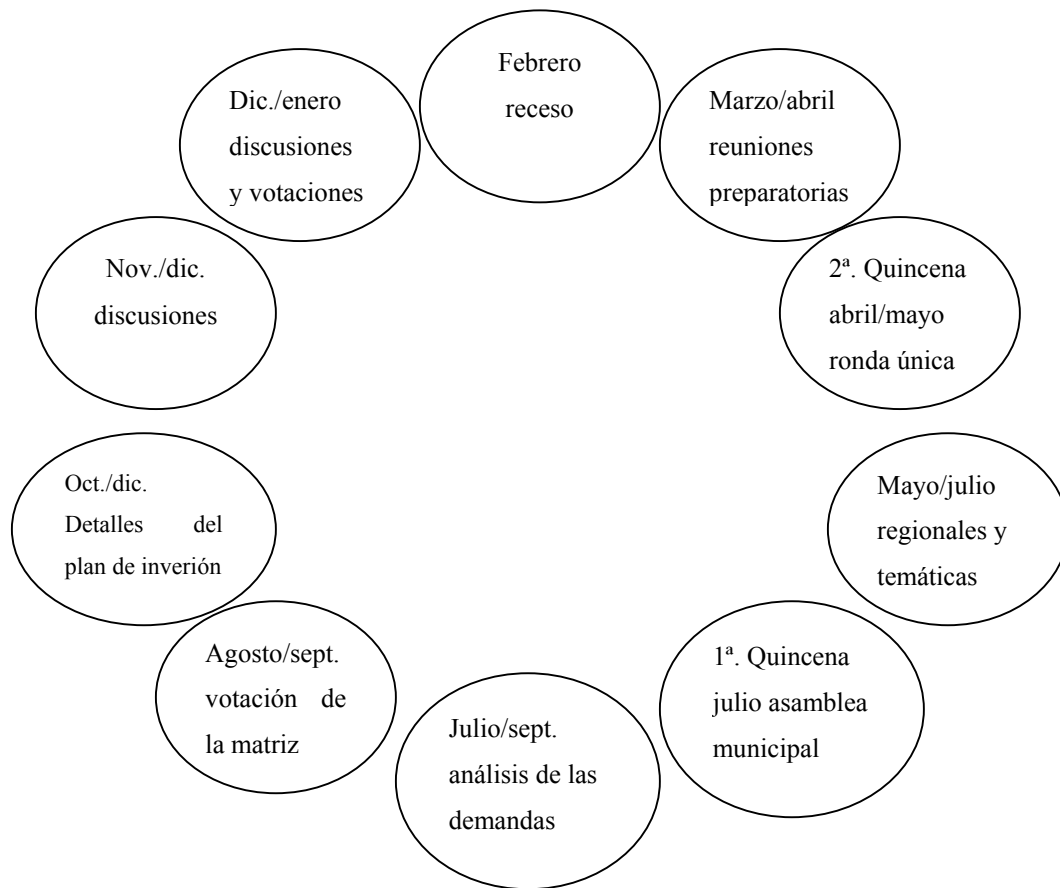 Febrero
receso
Marzo/abril
reuniones
preparatorias
2ª. Quincena
abril/mayo
ronda única
Mayo/julio
regionales y
temáticas
1ª. Quincena
julio asamblea
municipal
Julio/sept.
análisis de las
demandas
Agosto/sept.
votación de
la matriz
Oct./dic.
Detalles del
plan de inverión
Nov./dic.
discusiones
Dic./enero
discusiones
y votaciones